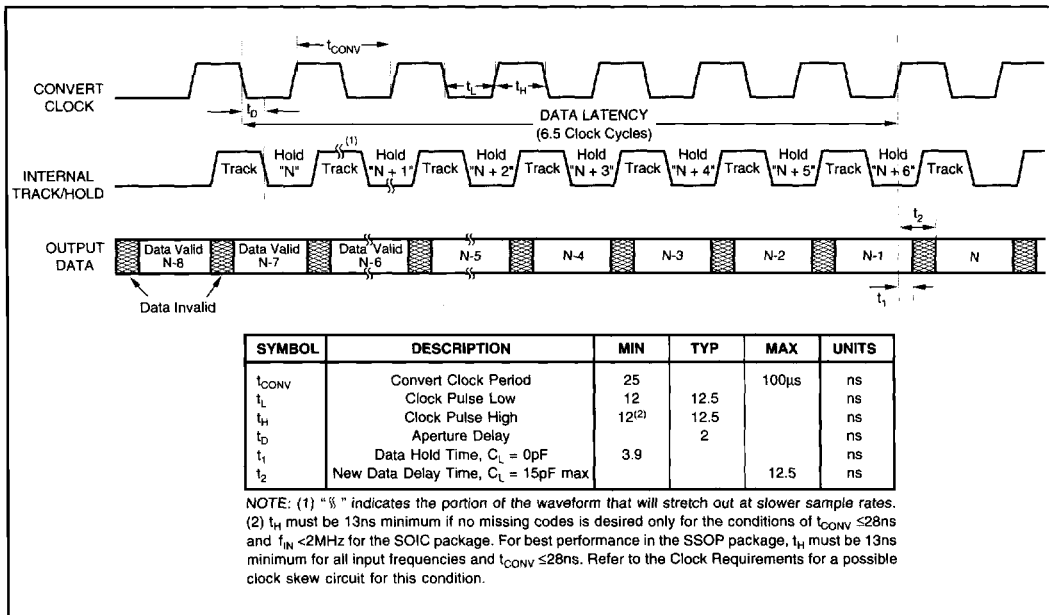 tCONV
CONVERT CLOCK
tD
tL
tH
DATA LATENCY
(6.5 Clock Cycles)
(1)
INTERNAL TRACK/HOLD
Track
Hold "N"
Track
Hold "N + 1"
Track
Hold "N + 2"
Track
Hold "N + 3"
Track
Hold "N + 4"
Track
Hold "N + 5"
Track
Hold "N + 6"
Track
t2
OUTPUT DATA
Data Valid N-8
Data Valid N-7
Data Valid N-6
N-5
N-4
N-3
N-2
N-1
N
Data Invalid
t1
SYMBOL DESCRIPTION MIN TYP MAX UNITS
tCONV Convert Clock Period 25 100µs ns
tL Clock Pulse Low 12 12.5 ns
tH Clock Pulse High 12(2) 12.5 ns
tD Aperture Delay 2 ns
t1 Data Hold Time, CL = 0pF 3.9 ns
t2 New Data Delay Time, CL = 15pF max 12.5 ns
NOTE: (1) "§" indicates the portion of the waveform that will stretch out at slower sample rates.
(2) tH must be 13ns minimum if no missing codes is desired only for the conditions of tCONV ≤28ns
and fIN <2MHz for the SOIC package. For best performance in the SSOP package, tH must be 13ns
minimum for all input frequencies and tCONV ≤28ns. Refer to the Clock Requirements for a possible
clock skew circuit for this condition.